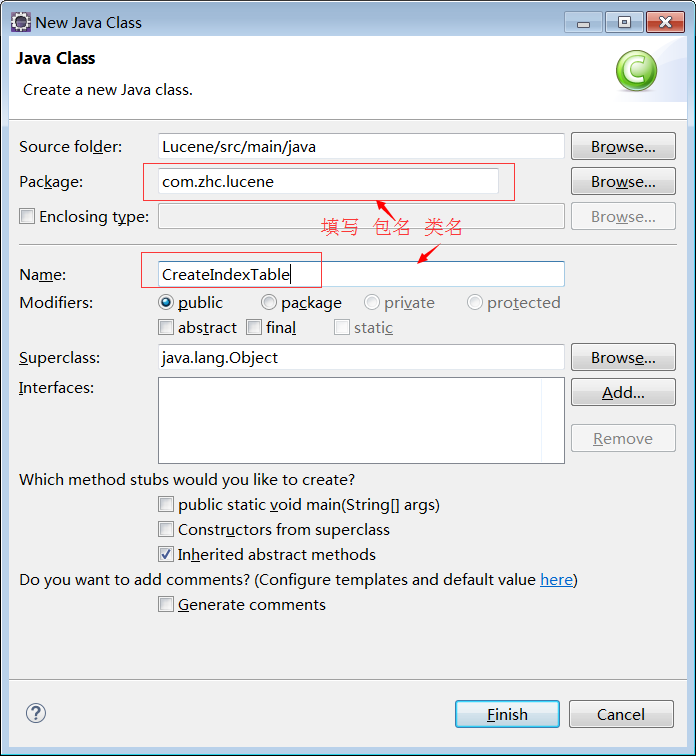 New Java Class
Java Class
Create a new Java class.
Source folder: Lucene/src/main/java Browse...
Package: com.zhc.lucene Browse...
Enclosing type: Browse...
填写 包名 类名
Name: CreateIndexTable
Modifiers: public package private protected
abstract final static
Superclass: java.lang.Object Browse...
Interfaces: Add...
Remove
Which method stubs would you like to create?
public static void main(String[] args)
Constructors from superclass
Inherited abstract methods
Do you want to add comments? (Configure templates and default value here)
Generate comments
? Finish Cancel